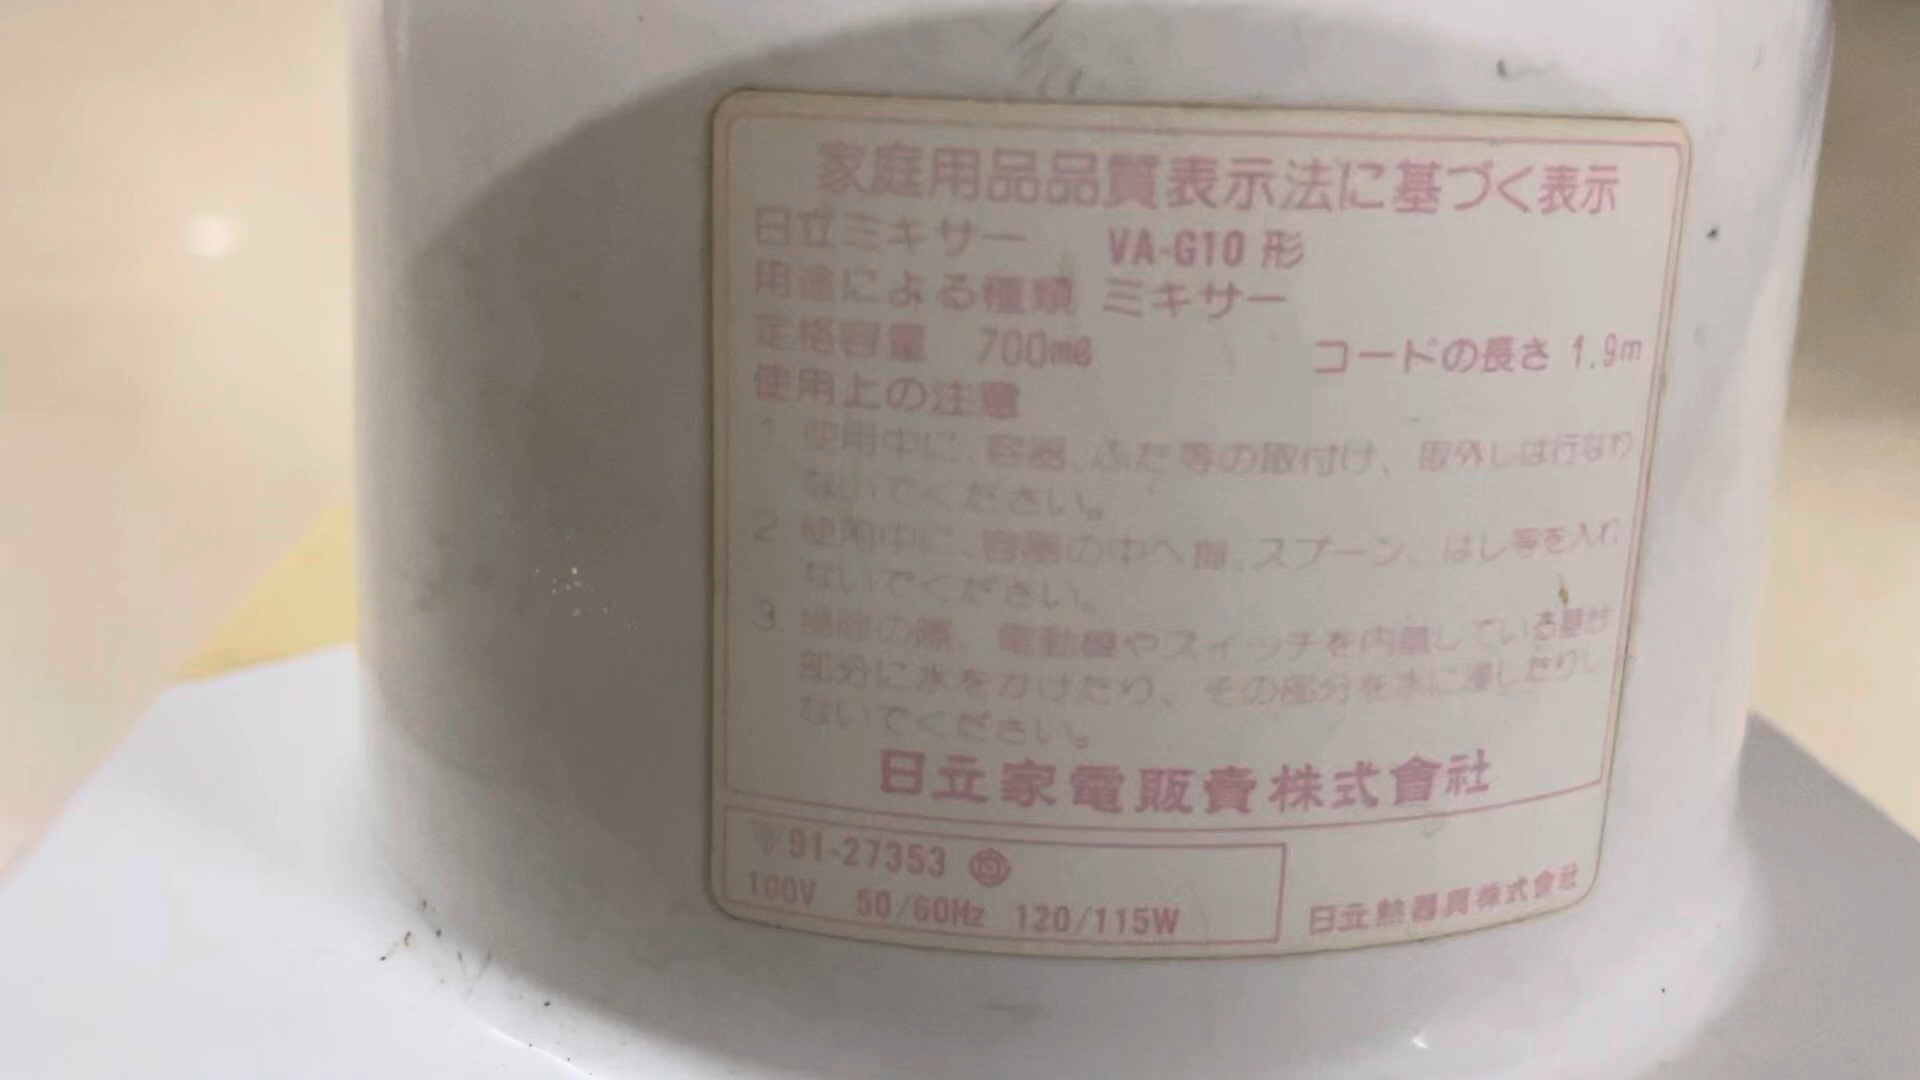 家庭用品品質表示法に基づく表示
日立ミキサー VA-G10 形
用途による種類 ミキサー
定格容量 700mℓ コードの長さ 1.9m
使用上の注意
1. 使用中に、容器、ふた等の取付け、取外しは行なわ
ないでください。
2. 使用中に、容器の中へ指、スプーン、はし等を入れ
ないでください。
3. 掃除の際、電動機やスイッチを内蔵している
部分に水をかけたり、その部分を水に浸したりし
ないでください。
日立家電販賣株式會社
▽91-27353
100V 50/60Hz 120/115W
日立熱器具株式會社